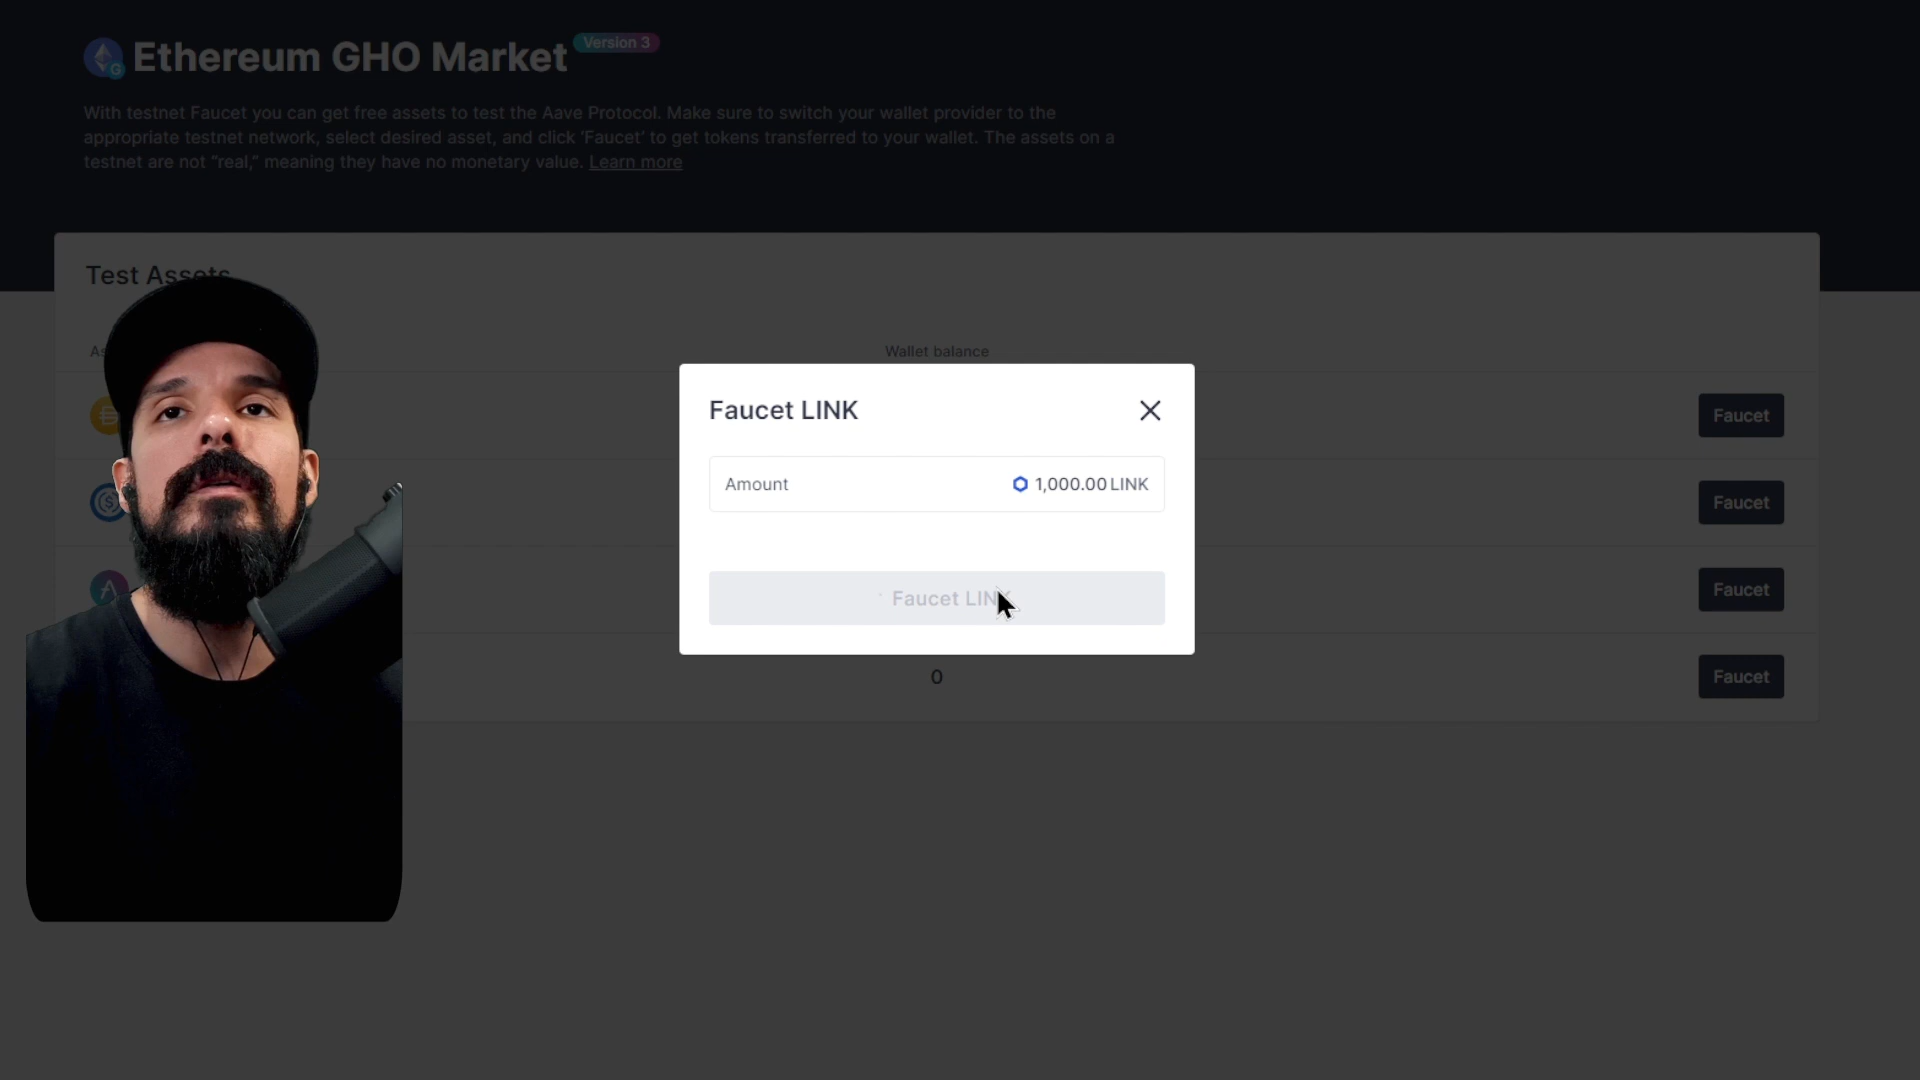 Ethereum GHO Market Version 3
With testnet Faucet you can get free assets to test the Aave Protocol. Make sure to switch your wallet provider to the
appropriate testnet network, select desired asset, and click ‘Faucet’ to get tokens transferred to your wallet. The assets on a
testnet are not “real,” meaning they have no monetary value. Learn more
Test Assets
Wallet balance
Faucet LINK
Amount 1,000.00 LINK
Faucet LINK
Faucet
Faucet
Faucet
0 Faucet